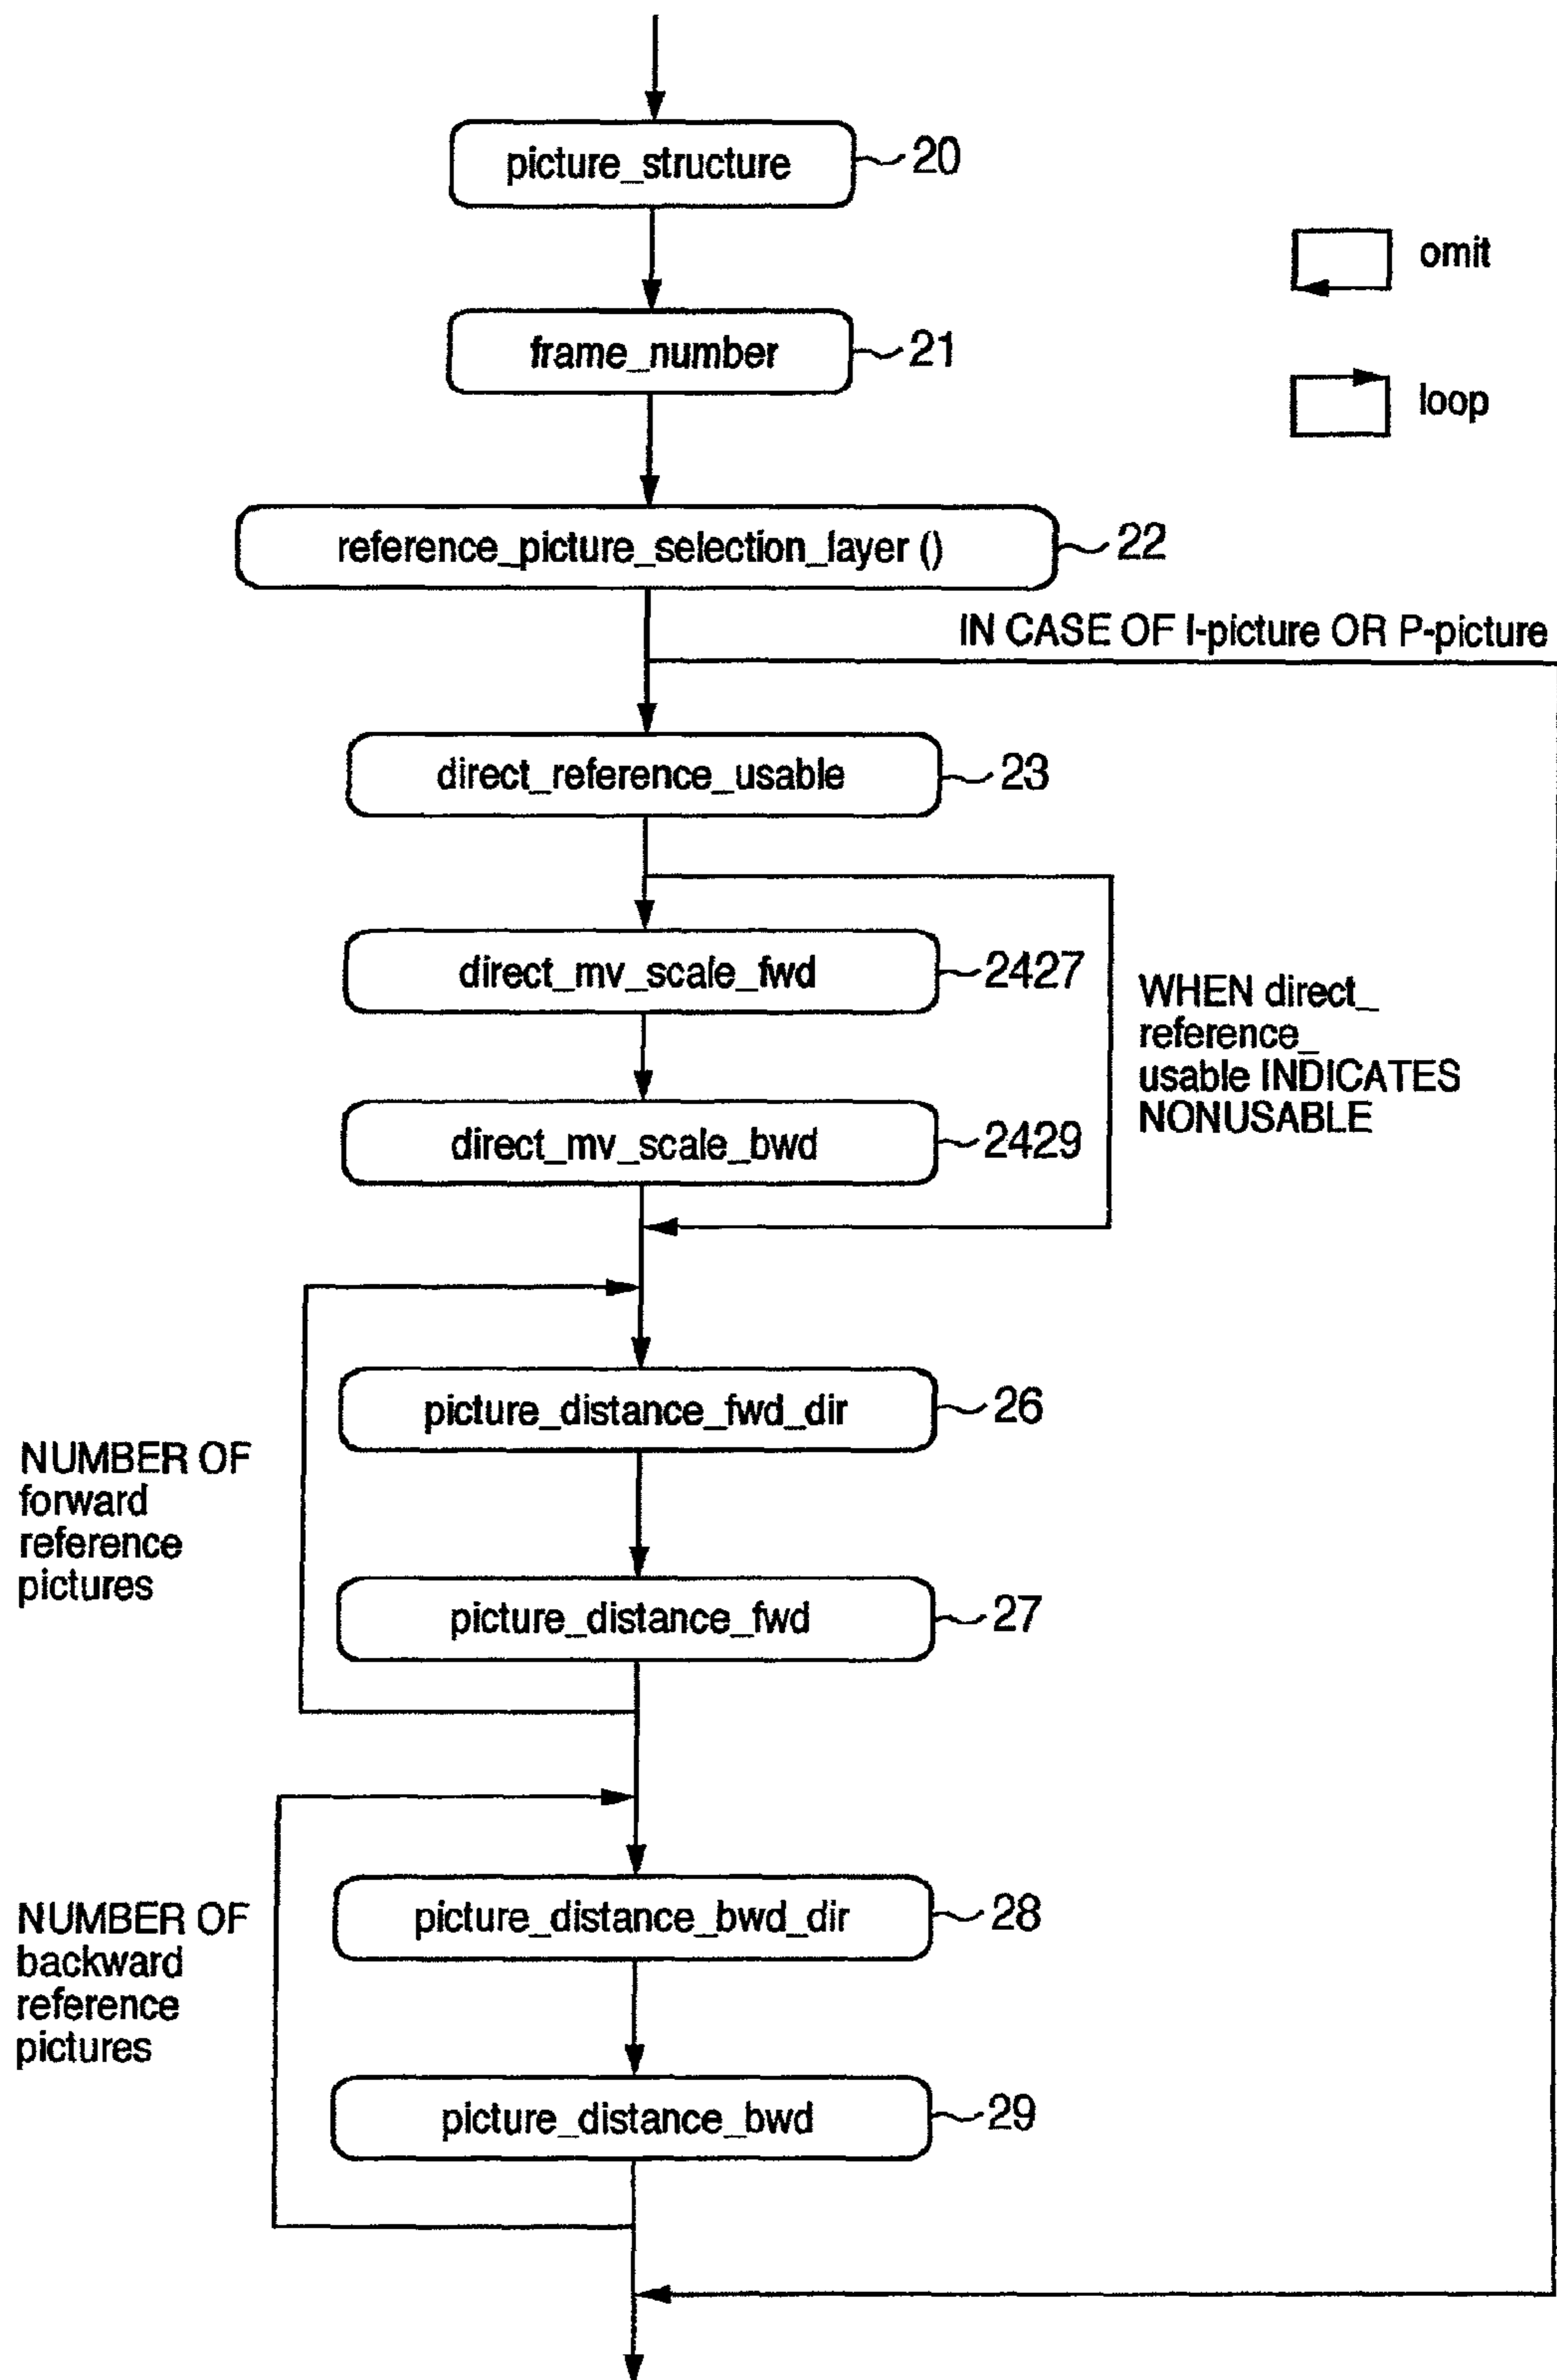 picture_structure
20
omit
frame_number
21
loop
reference_picture_selection_layer ()
22
IN CASE OF I-picture OR P-picture
direct_reference_usable
23
direct_mv_scale_fwd
2427
WHEN direct_
reference_
usable INDICATES
NONUSABLE
direct_mv_scale_bwd
2429
picture_distance_fwd_dir
26
NUMBER OF
forward
reference
pictures
picture_distance_fwd
27
picture_distance_bwd_dir
28
NUMBER OF
backward
reference
pictures
picture_distance_bwd
29